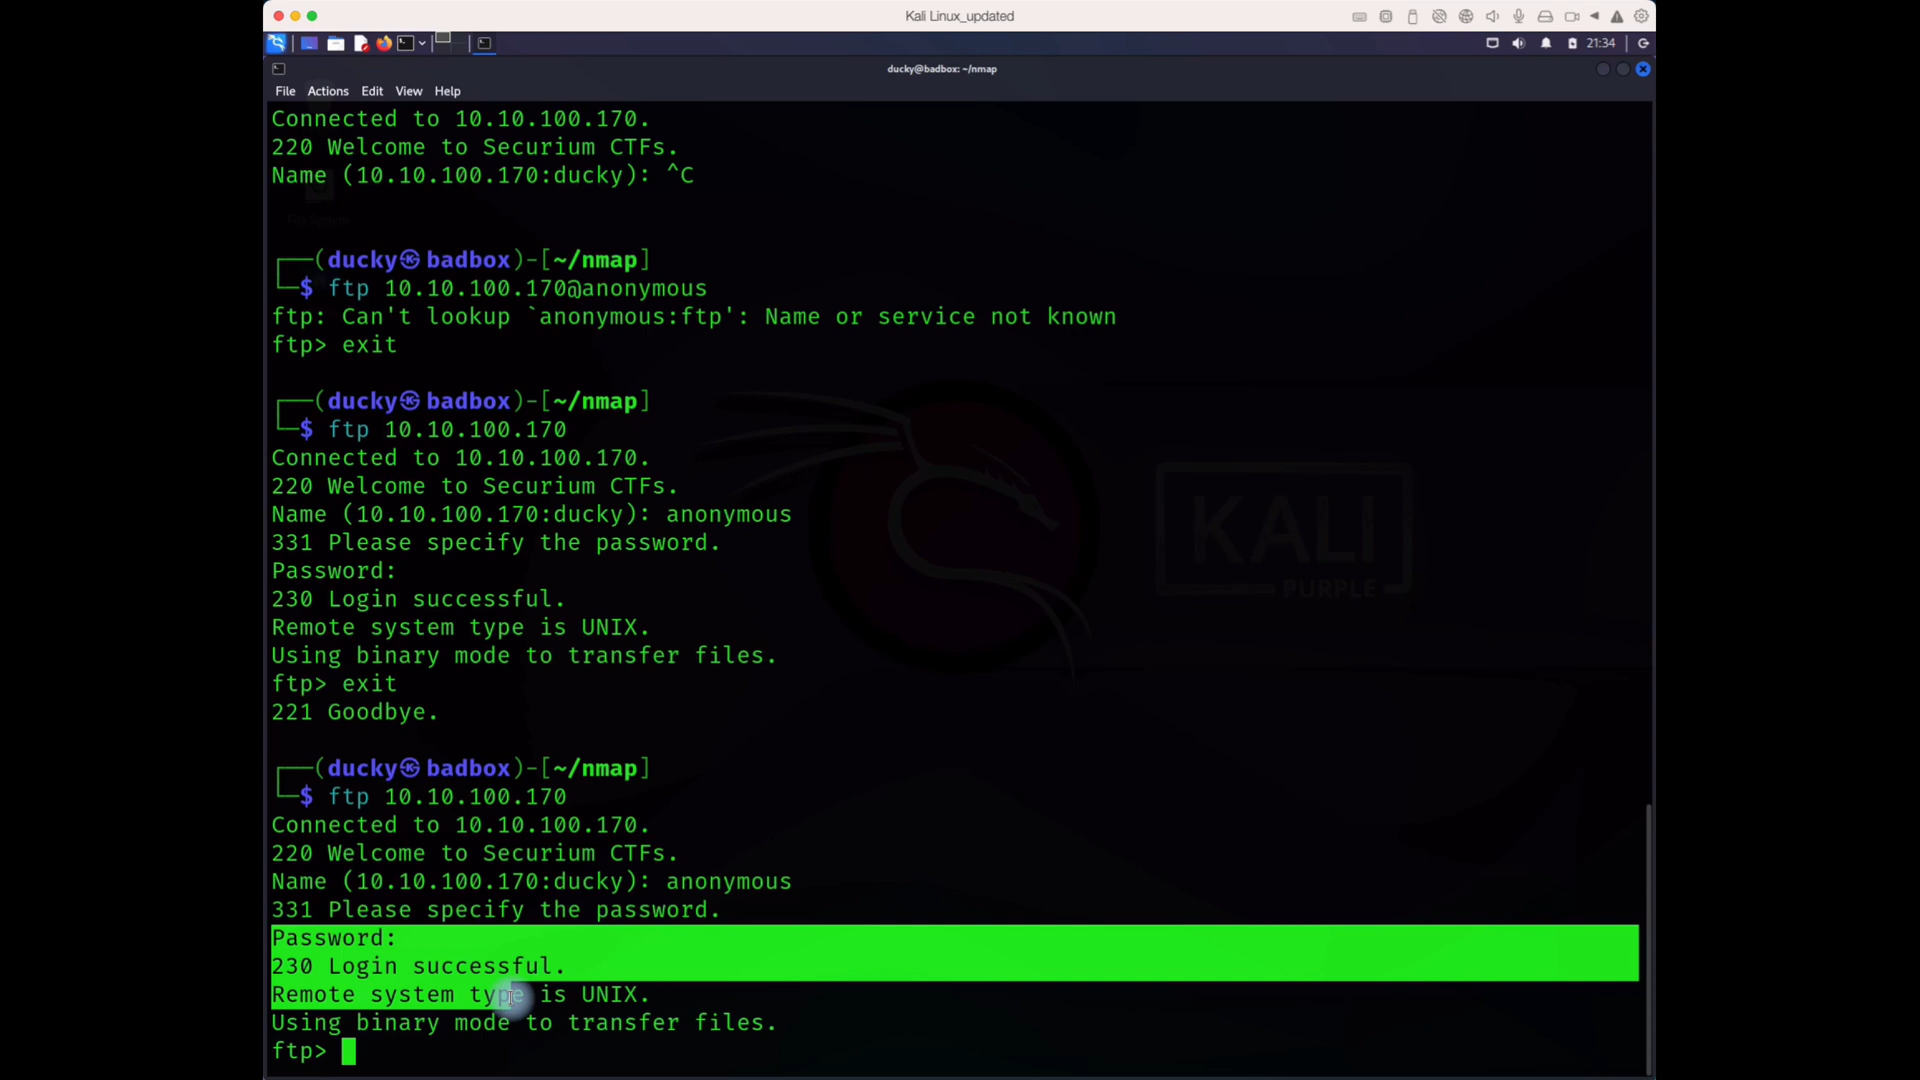 Kali Linux_updated
21:34
ducky@badbox: ~/nmap
File Actions Edit View Help
Connected to 10.10.100.170.
220 Welcome to Securium CTFs.
Name (10.10.100.170:ducky): ^C
File System
┌──(ducky㉿badbox)-[~/nmap]
└─$ ftp 10.10.100.170@anonymous
ftp: Can't lookup `anonymous:ftp': Name or service not known
ftp> exit
┌──(ducky㉿badbox)-[~/nmap]
└─$ ftp 10.10.100.170
Connected to 10.10.100.170.
220 Welcome to Securium CTFs.
Name (10.10.100.170:ducky): anonymous
331 Please specify the password.
Password:
230 Login successful.
Remote system type is UNIX.
Using binary mode to transfer files.
ftp> exit
221 Goodbye.
KALI
PURPLE
┌──(ducky㉿badbox)-[~/nmap]
└─$ ftp 10.10.100.170
Connected to 10.10.100.170.
220 Welcome to Securium CTFs.
Name (10.10.100.170:ducky): anonymous
331 Please specify the password.
Password:
230 Login successful.
Remote system type is UNIX.
Using binary mode to transfer files.
ftp>